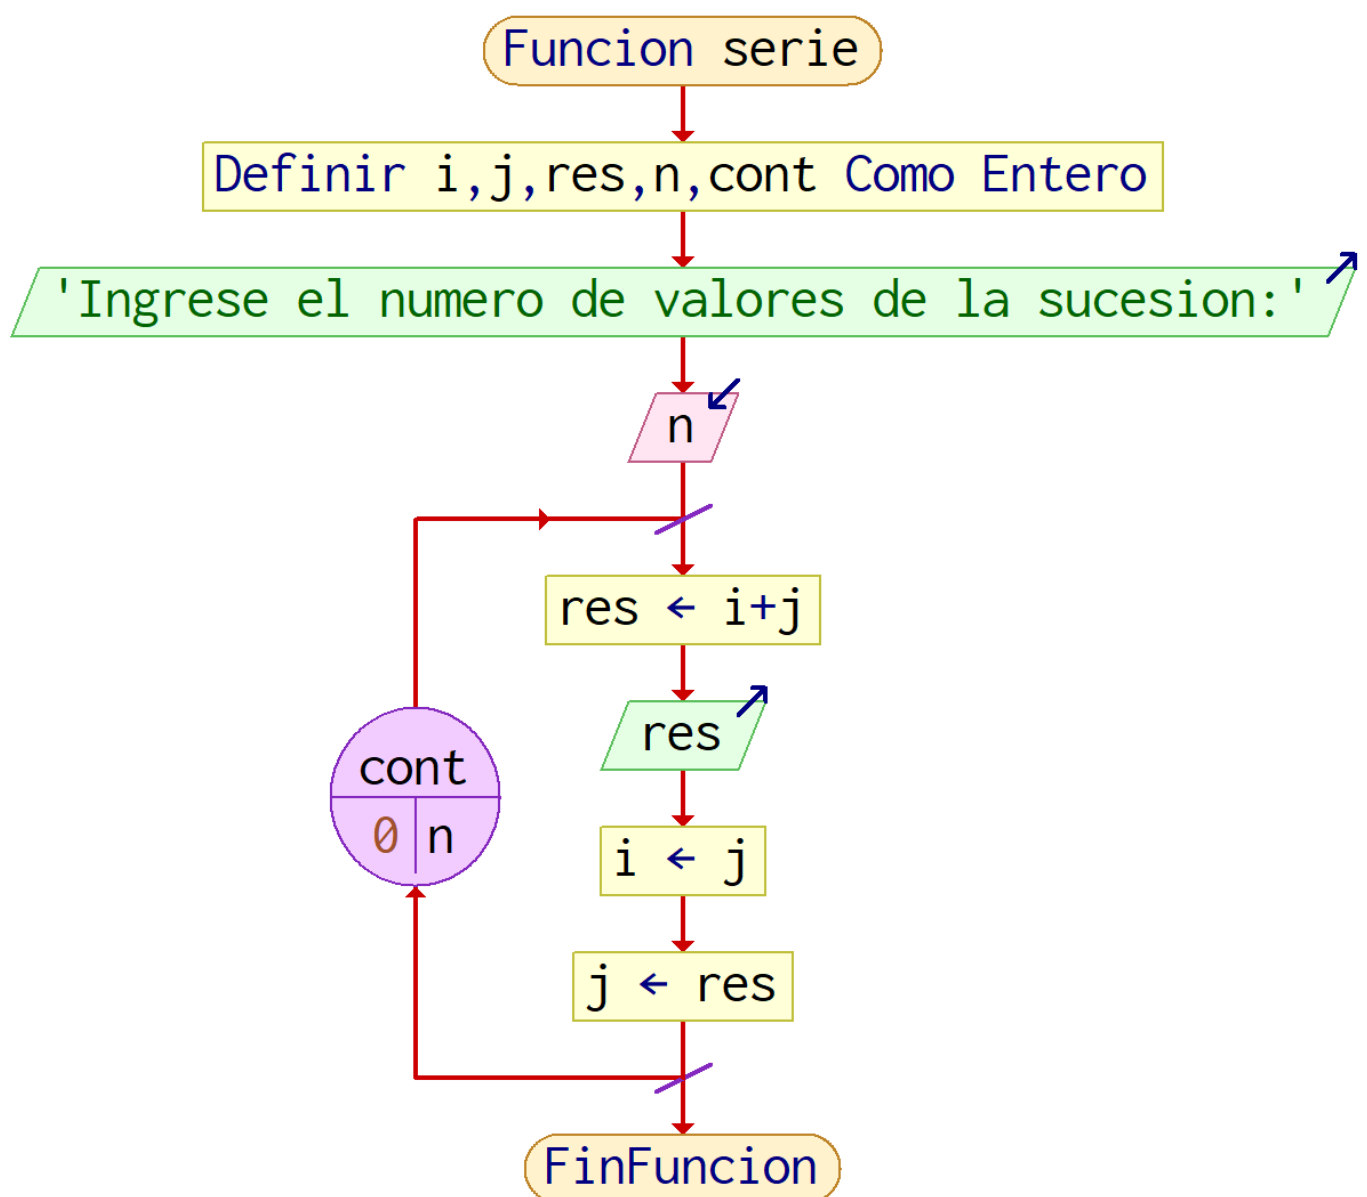 Funcion serie
Definir i,j,res,n,cont Como Entero
'Ingrese el numero de valores de la sucesion:'
n
res ← i+j
res
cont
0 n
i ← j
j ← res
FinFuncion